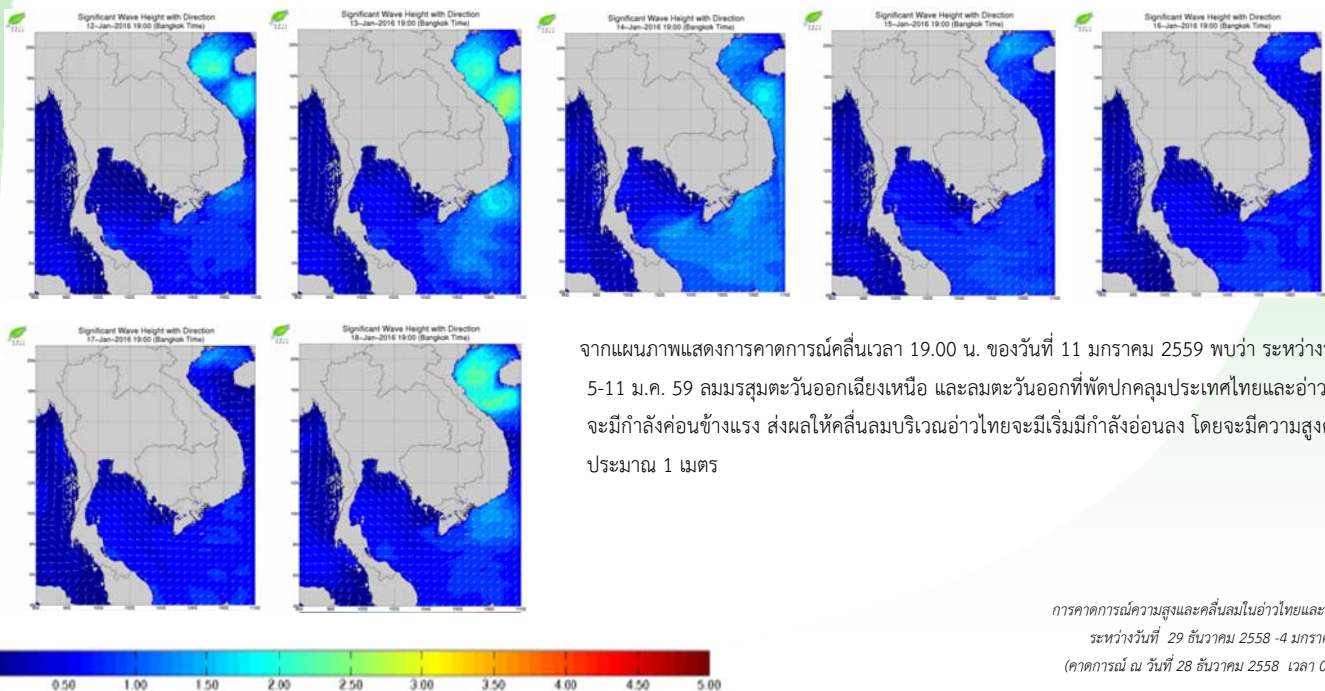 Significant Wave Height with Direction
12-Jan-2016 19:00 (Bangkok Time)
Significant Wave Height with Direction
13-Jan-2016 19:00 (Bangkok Time)
Significant Wave Height with Direction
14-Jan-2016 19:00 (Bangkok Time)
Significant Wave Height with Direction
15-Jan-2016 19:00 (Bangkok Time)
Significant Wave Height with Direction
16-Jan-2016 19:00 (Bangkok Time)
Significant Wave Height with Direction
17-Jan-2016 19:00 (Bangkok Time)
Significant Wave Height with Direction
18-Jan-2016 19:00 (Bangkok Time)
จากแผนภาพแสดงการคาดการณ์คลื่นเวลา 19.00 น. ของวันที่ 11 มกราคม 2559 พบว่า ระหว่าง
5-11 ม.ค. 59 ลมมรสุมตะวันออกเฉียงเหนือ และลมตะวันออกที่พัดปกคลุมประเทศไทยและอ่าว
จะมีกำลังค่อนข้างแรง ส่งผลให้คลื่นลมบริเวณอ่าวไทยจะมีเริ่มมีกำลังอ่อนลง โดยจะมีความสูง
ประมาณ 1 เมตร
การคาดการณ์ความสูงและคลื่นลมในอ่าวไทยและ
ระหว่างวันที่ 29 ธันวาคม 2558 -4 มกรา
(คาดการณ์ ณ วันที่ 28 ธันวาคม 2558 เวลา 0
0.50 1.00 1.50 2.00 2.50 3.00 3.50 4.00 4.50 5.00